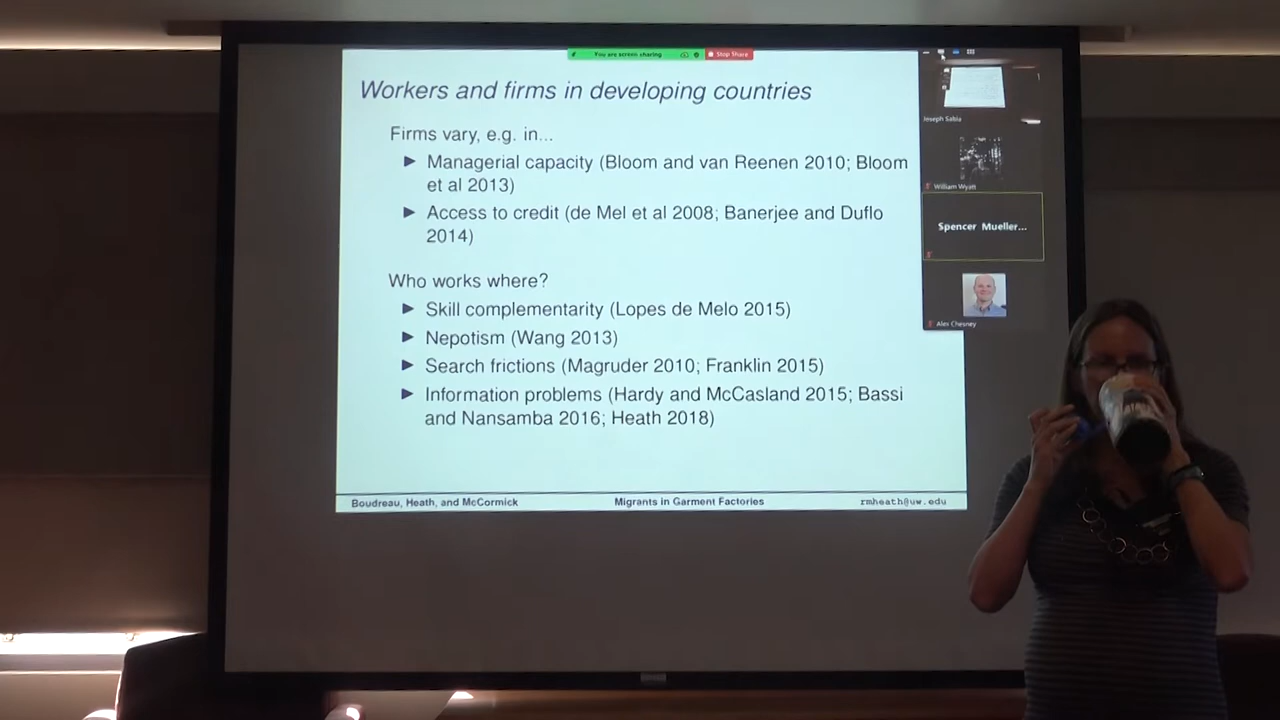 You are screen sharing
Stop Share
Workers and firms in developing countries
Firms vary, e.g. in...
Managerial capacity (Bloom and van Reenen 2010; Bloom
et al 2013)
Access to credit (de Mel et al 2008; Banerjee and Duflo
2014)
Who works where?
Skill complementarity (Lopes de Melo 2015)
Nepotism (Wang 2013)
Search frictions (Magruder 2010; Franklin 2015)
Information problems (Hardy and McCasland 2015; Bassi
and Nansamba 2016; Heath 2018)
Boudreau, Heath, and McCormick
Migrants in Garment Factories
rmheath@uw.edu
Joseph Sabia
William Wyatt
Spencer Mueller...
Alex Chesney